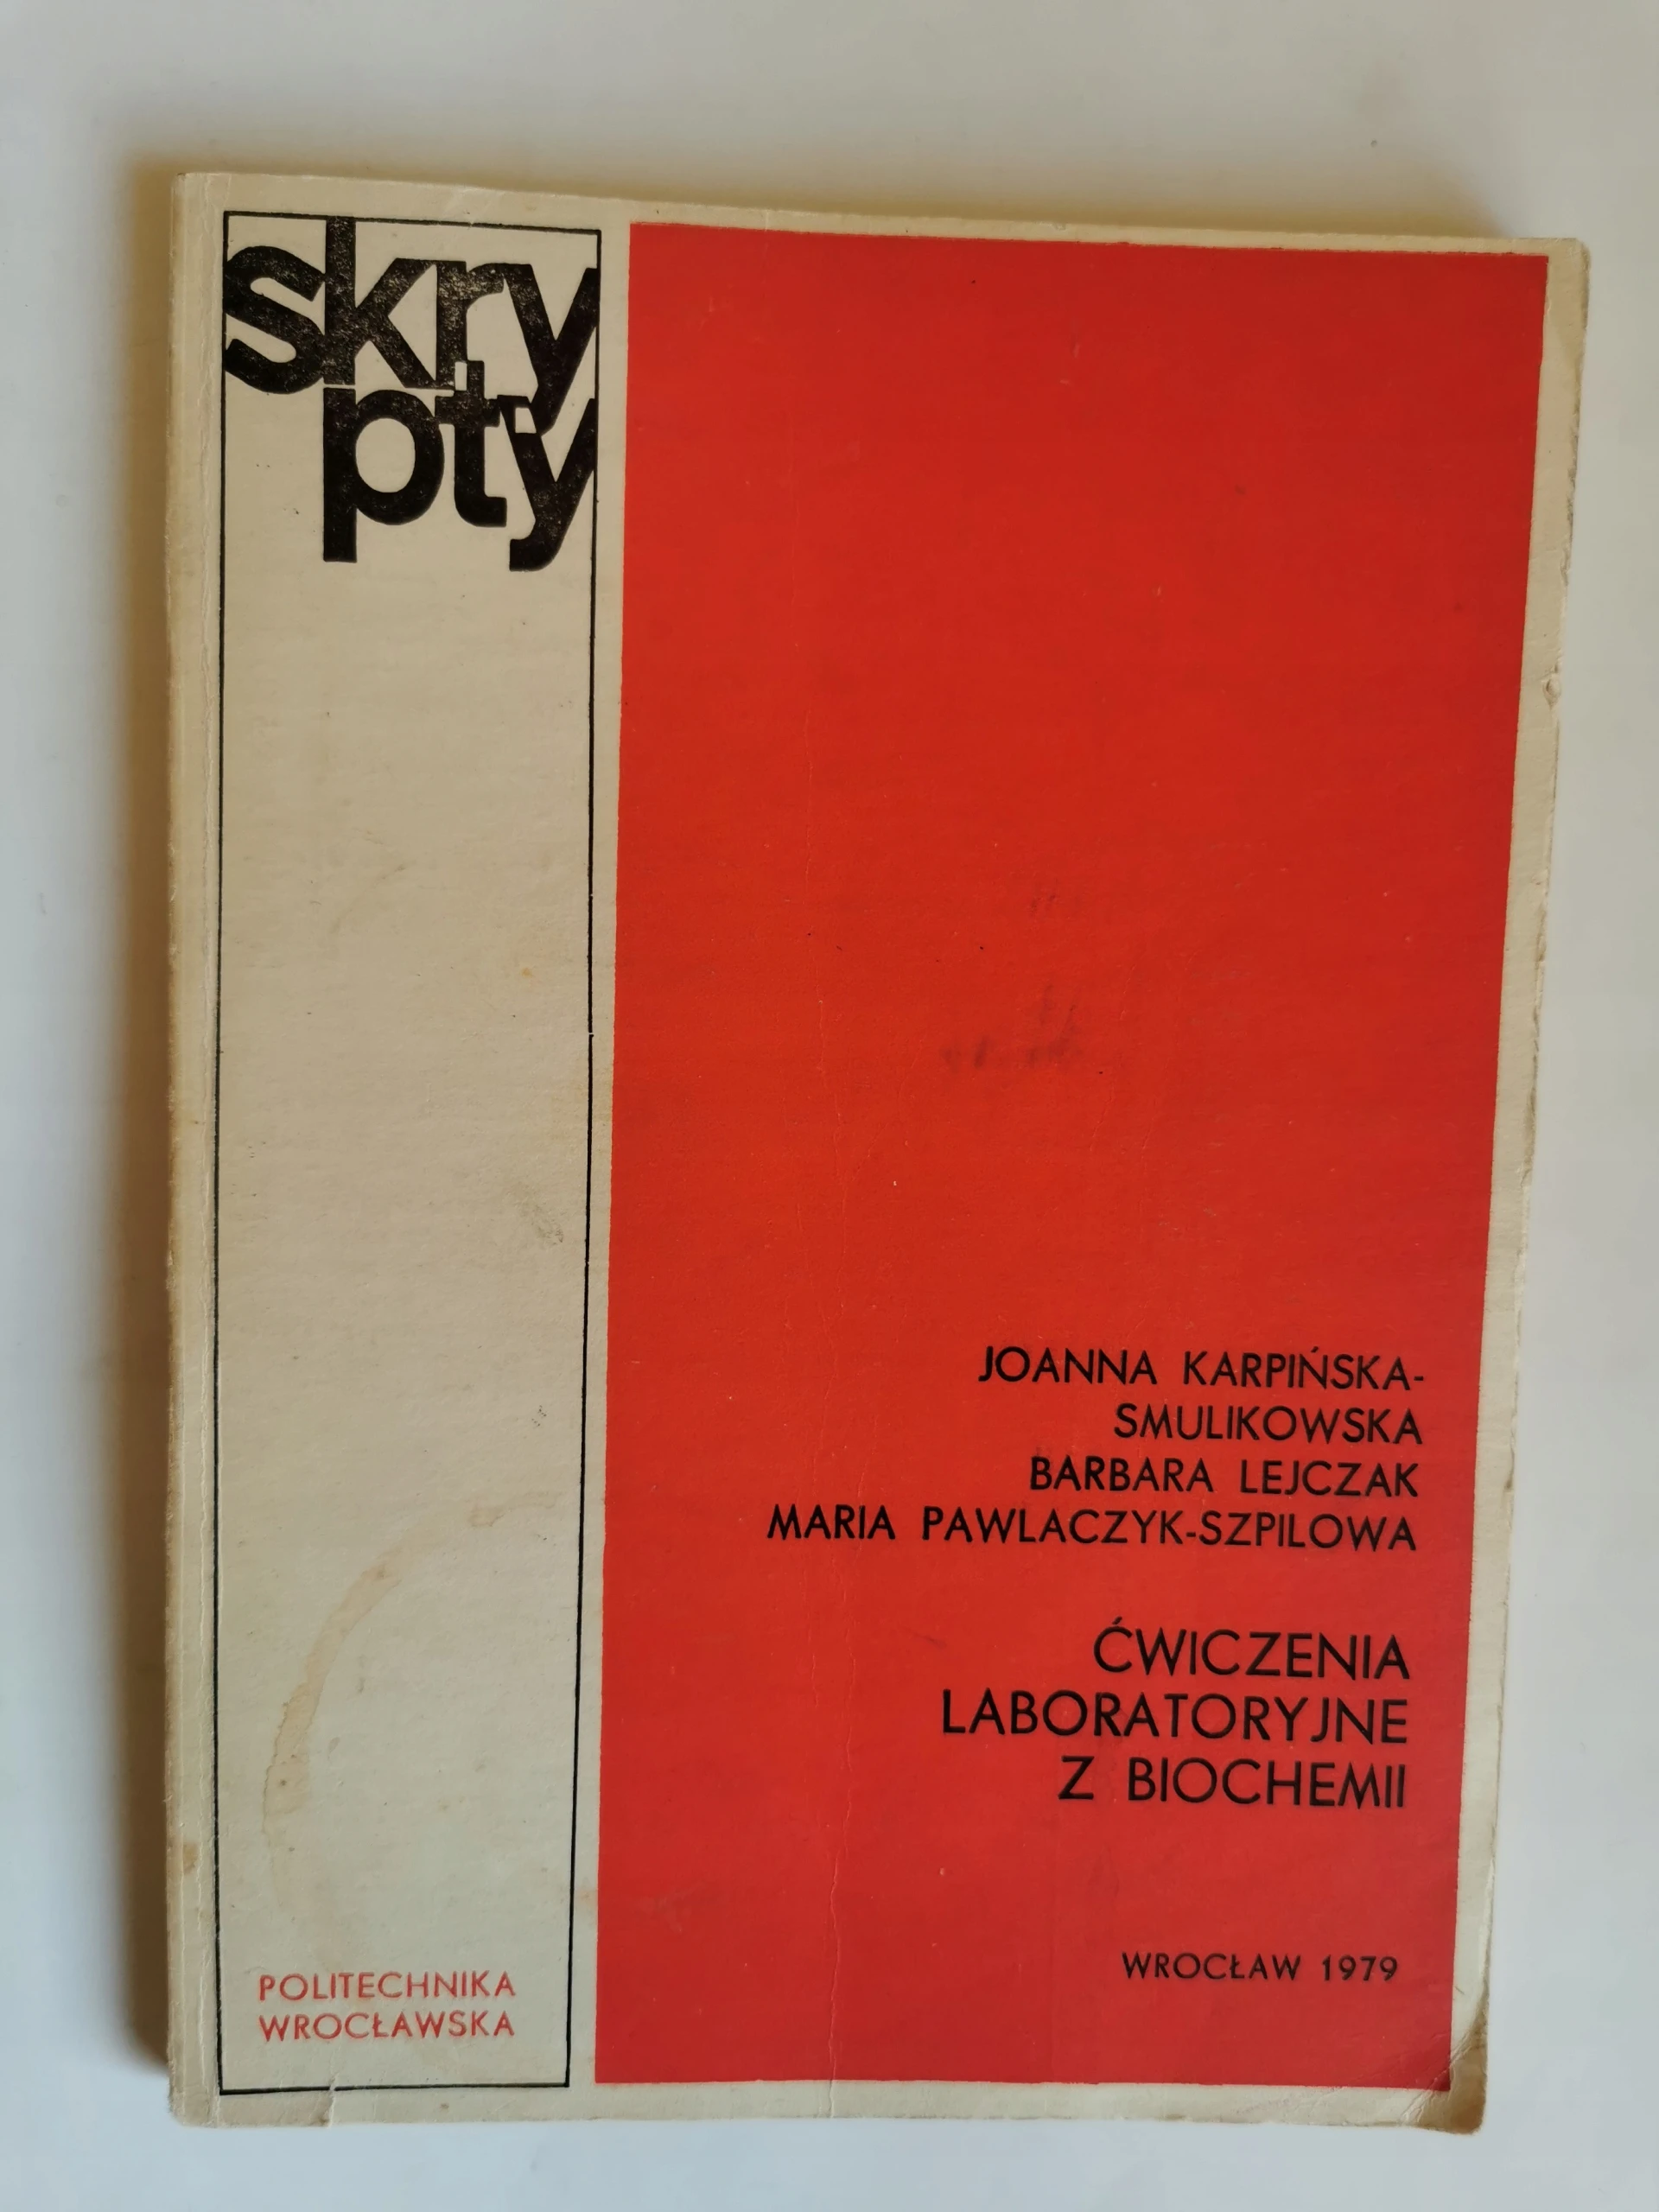 skry
pty
JOANNA KARPIŃSKA-
SMULIKOWSKA
BARBARA LEJCZAK
MARIA PAWLACZYK-SZPILOWA
ĆWICZENIA
LABORATORYJNE
Z BIOCHEMII
WROCŁAW 1979
POLITECHNIKA
WROCŁAWSKA